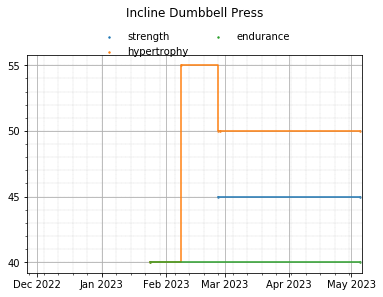 Incline Dumbbell Press
strength endurance
hypertrophy
55
50
45
40
Dec 2022 Jan 2023 Feb 2023 Mar 2023 Apr 2023 May 2023